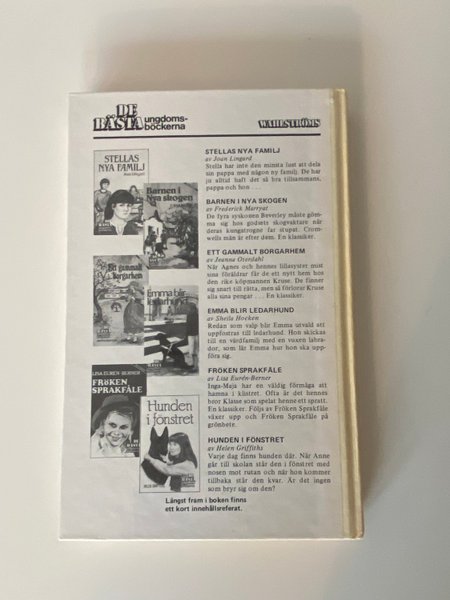 DE BÄSTA ungdoms-
böckerna
WAHLSTRÖMS
STELLAS
NYA FAMILJ
Joan Lingard
Barnen i
Nya skogen
Ett gammalt
Borgarhem
Emma blir
ledarhund
LISA EURÉN-BERNER
FRÖKEN
SPRAKFÅLE
Hunden
i fönstret
STELLAS NYA FAMILJ
av Joan Lingard
Stella har inte den minsta lust att dela
sin pappa med någon ny familj. De har
ju alltid haft det så bra tillsammans,
pappa och hon . . .
BARNEN I NYA SKOGEN
av Frederick Marryat
De fyra syskonen Beverley måste göm-
ma sig hos godsets skogvaktare när
deras kungatrogne far stupat. Crom-
wells män är efter dem. En klassiker.
ETT GAMMALT BORGARHEM
av Jeanna Oterdahl
När Agnes och hennes lillasyster mist
sina föräldrar får de ett nytt hem hos
den rike köpmannen Kruse. De finner
sig snart till rätta, men så förlorar Kruse
alla sina pengar . . . En klassiker.
EMMA BLIR LEDARHUND
av Sheila Hocken
Redan som valp blir Emma utvald att
uppfostras till ledarhund. Hon skickas
till en värdfamilj med en vuxen labra-
dor, som lär Emma hur hon ska upp-
föra sig.
FRÖKEN SPRAKFÅLE
av Lisa Eurén-Berner
Inga-Maja har en väldig förmåga att
hamna i klistret. Ofta är det hennes
bror Klasse som spelat henne ett spratt.
En klassiker. Följs av Fröken Sprakfåle
växer upp och Fröken Sprakfåle på
grönbete.
HUNDEN I FÖNSTRET
av Helen Griffiths
Varje dag finns hunden där. När Anne
går till skolan står den i fönstret med
nosen mot rutan och när hon kommer
tillbaka står den kvar. Är det ingen
som bryr sig om den?
Längst fram i boken finns
ett kort innehållsreferat.